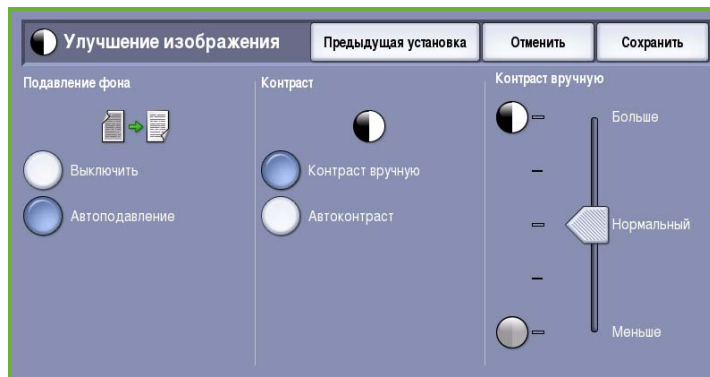 Улучшение изображения
Предыдущая установка
Отменить
Сохранить
Подавление фона
Выключить
Автоподавление
Контраст
Контраст вручную
Автоконтраст
Контраст вручную
Больше
Нормальный
Меньше